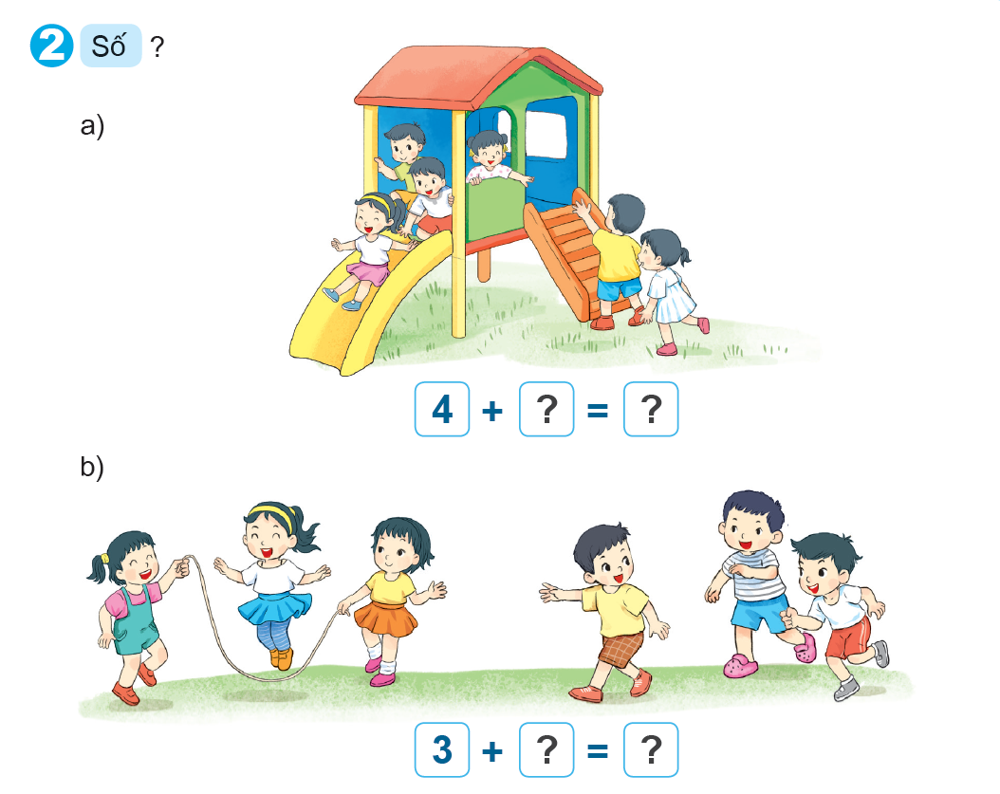 2 Số ?
a)
4 + ? = ?
b)
3 + ? = ?